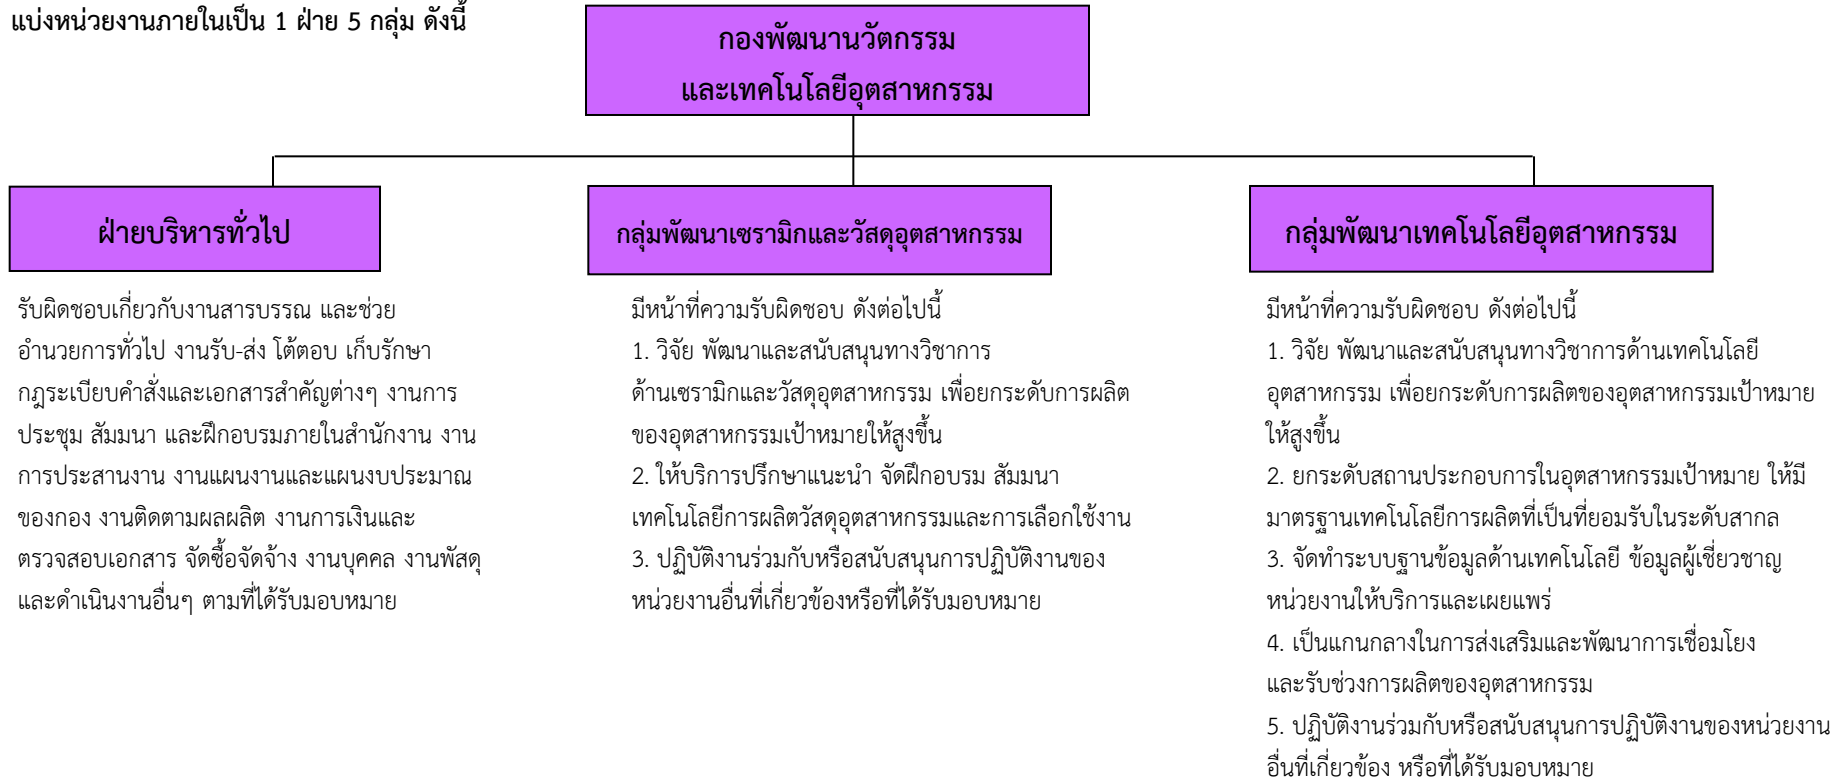 แบ่งหน่วยงานภายในเป็น 1 ฝ่าย 5 กลุ่ม ดังนี้
กองพัฒนานวัตกรรม
และเทคโนโลยีอุตสาหกรรม
ฝ่ายบริหารทั่วไป
รับผิดชอบเกี่ยวกับงานสารบรรณ และช่วย
อำนวยการทั่วไป งานรับ-ส่ง โต้ตอบ เก็บรักษา
กฎระเบียบคำสั่งและเอกสารสำคัญต่างๆ งานการ
ประชุม สัมมนา และฝึกอบรมภายในสำนักงาน งาน
การประสานงาน งานแผนงานและแผนงบประมาณ
ของกอง งานติดตามผลผลิต งานการเงินและ
ตรวจสอบเอกสาร จัดซื้อจัดจ้าง งานบุคคล งานพัสดุ
และดำเนินงานอื่นๆ ตามที่ได้รับมอบหมาย
กลุ่มพัฒนาเซรามิกและวัสดุอุตสาหกรรม
มีหน้าที่ความรับผิดชอบ ดังต่อไปนี้
1. วิจัย พัฒนาและสนับสนุนทางวิชาการ
ด้านเซรามิกและวัสดุอุตสาหกรรม เพื่อยกระดับการผลิต
ของอุตสาหกรรมเป้าหมายให้สูงขึ้น
2. ให้บริการปรึกษาแนะนำ จัดฝึกอบรม สัมมนา
เทคโนโลยีการผลิตวัสดุอุตสาหกรรมและการเลือกใช้งาน
3. ปฏิบัติงานร่วมกับหรือสนับสนุนการปฏิบัติงานของ
หน่วยงานอื่นที่เกี่ยวข้องหรือที่ได้รับมอบหมาย
กลุ่มพัฒนาเทคโนโลยีอุตสาหกรรม
มีหน้าที่ความรับผิดชอบ ดังต่อไปนี้
1. วิจัย พัฒนาและสนับสนุนทางวิชาการด้านเทคโนโลยี
อุตสาหกรรม เพื่อยกระดับการผลิตของอุตสาหกรรมเป้าหมาย
ให้สูงขึ้น
2. ยกระดับสถานประกอบการในอุตสาหกรรมเป้าหมาย ให้มี
มาตรฐานเทคโนโลยีการผลิตที่เป็นที่ยอมรับในระดับสากล
3. จัดทำระบบฐานข้อมูลด้านเทคโนโลยี ข้อมูลผู้เชี่ยวชาญ
หน่วยงานให้บริการและเผยแพร่
4. เป็นแกนกลางในการส่งเสริมและพัฒนาการเชื่อมโยง
และรับช่วงการผลิตของอุตสาหกรรม
5. ปฏิบัติงานร่วมกับหรือสนับสนุนการปฏิบัติงานของหน่วยงาน
อื่นที่เกี่ยวข้อง หรือที่ได้รับมอบหมาย